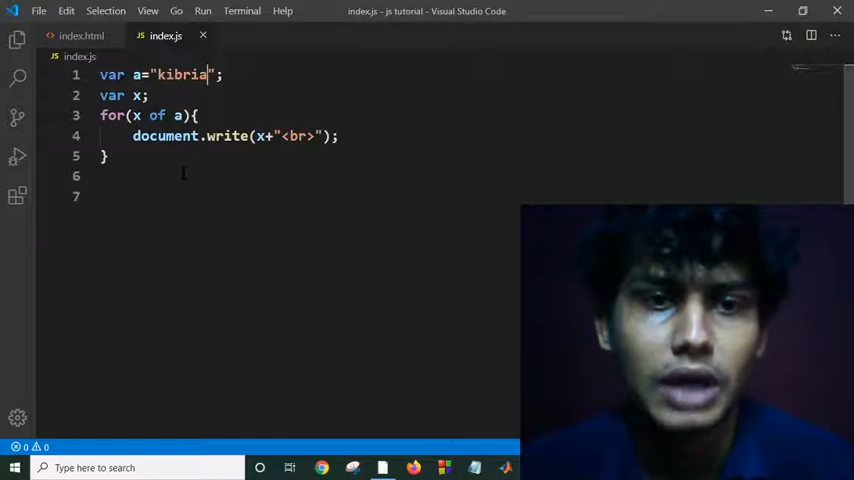 File Edit Selection View Go Run Terminal Help index.js - js tutorial - Visual Studio Code
index.html JS index.js
JS index.js
1 var a="kibria";
2 var x;
3 for(x of a){
4 document.write(x+"<br>");
5 }
6
7
0 0
Type here to search